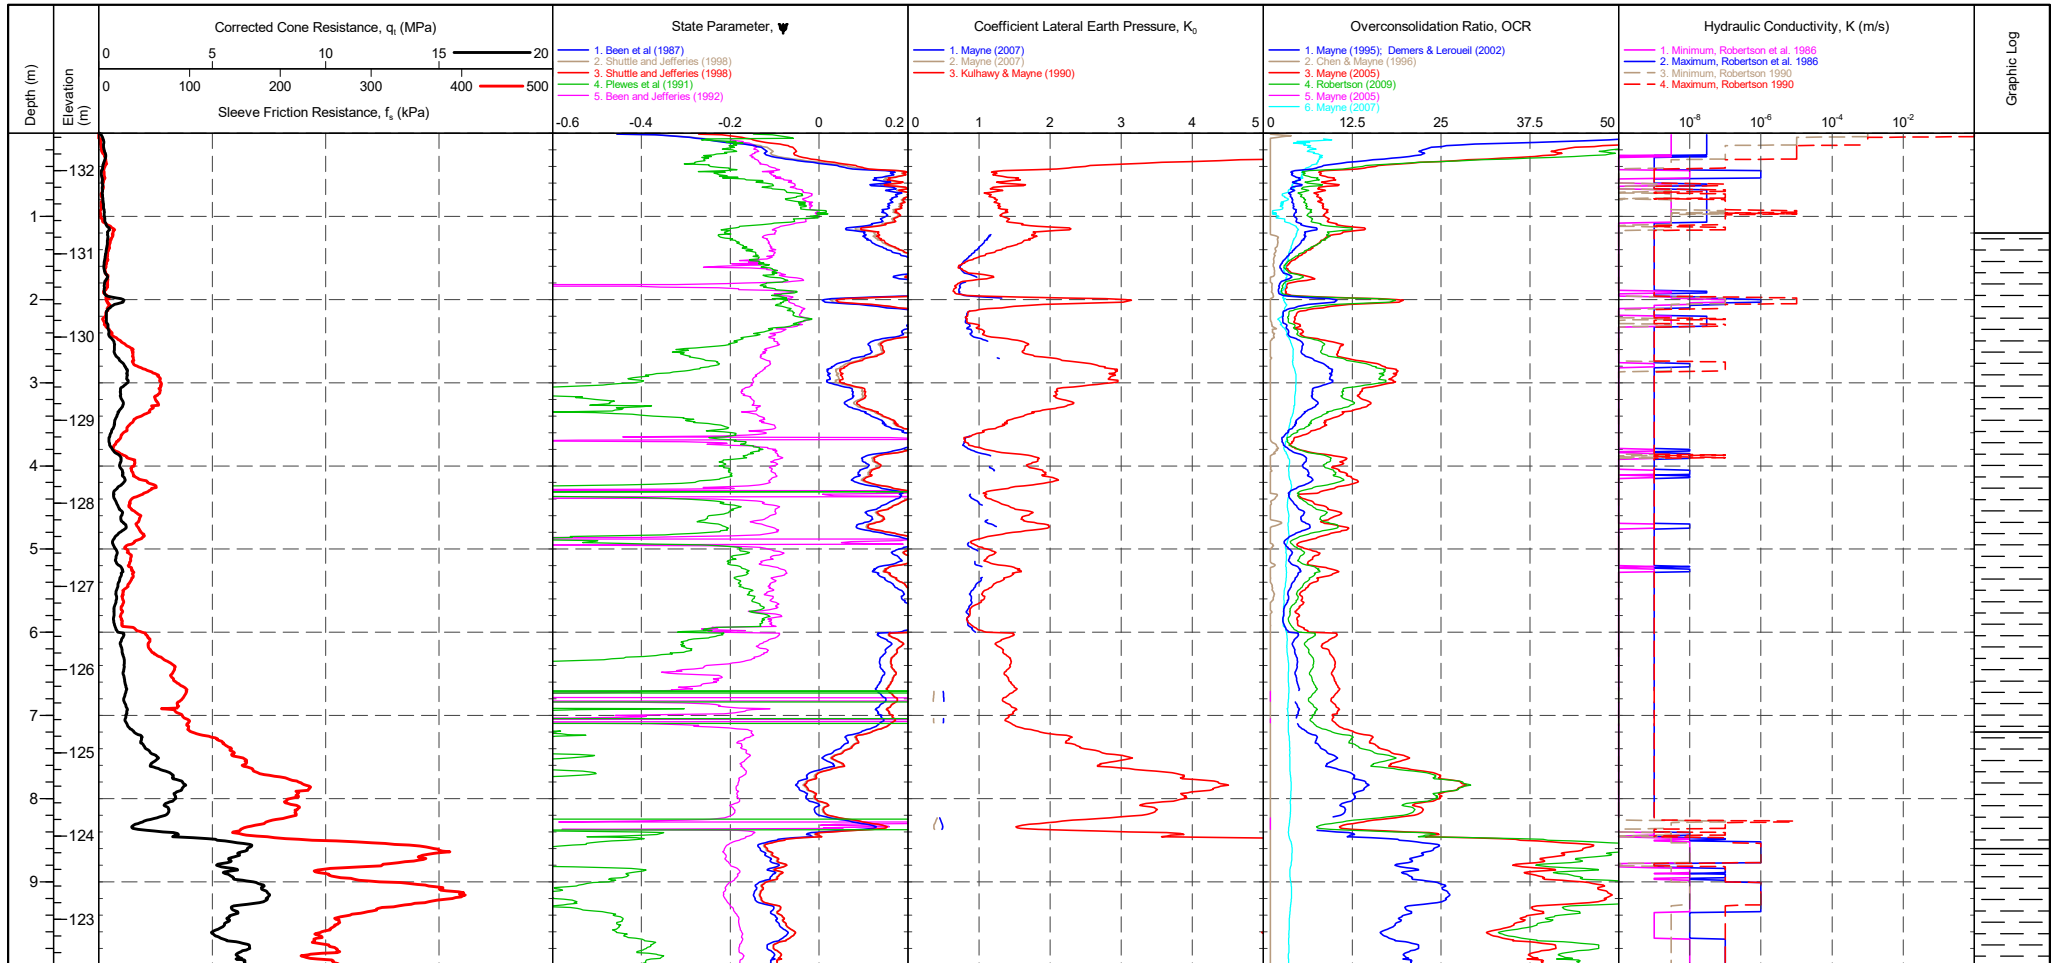 Depth (m)
Elevation (m)
Corrected Cone Resistance, qt (MPa)
0 5 10 15 20
0 100 200 300 400 500
Sleeve Friction Resistance, fs (kPa)
State Parameter, Ψ
1. Been et al (1987)
2. Shuttle and Jefferies (1998)
3. Shuttle and Jefferies (1998)
4. Plewes et al (1991)
5. Been and Jefferies (1992)
-0.6 -0.4 -0.2 0 0.2
Coefficient Lateral Earth Pressure, K0
1. Mayne (2007)
2. Mayne (2007)
3. Kulhawy & Mayne (1990)
0 1 2 3 4 5
Overconsolidation Ratio, OCR
1. Mayne (1995); Demers & Leroueil (2002)
2. Chen & Mayne (1996)
3. Mayne (2005)
4. Robertson (2009)
5. Mayne (2005)
6. Mayne (2007)
0 12.5 25 37.5 50
Hydraulic Conductivity, K (m/s)
1. Minimum, Robertson et al. 1986
2. Maximum, Robertson et al. 1986
3. Minimum, Robertson 1990
4. Maximum, Robertson 1990
10-8 10-6 10-4 10-2
Graphic Log
132
1
131
2
130
3
129
4
128
5
127
6
126
7
125
8
124
9
123